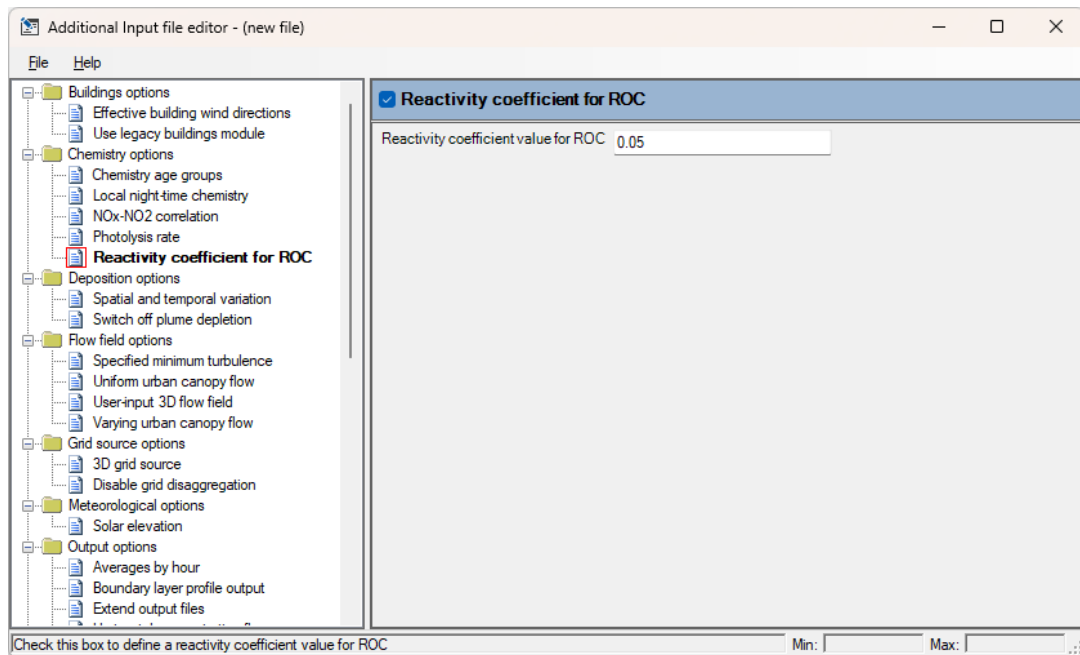 Additional Input file editor - (new file)
File Help
Buildings options
Effective building wind directions
Use legacy buildings module
Chemistry options
Chemistry age groups
Local night-time chemistry
NOx-NO2 correlation
Photolysis rate
Reactivity coefficient for ROC
Deposition options
Spatial and temporal variation
Switch off plume depletion
Flow field options
Specified minimum turbulence
Uniform urban canopy flow
User-input 3D flow field
Varying urban canopy flow
Grid source options
3D grid source
Disable grid disaggregation
Meteorological options
Solar elevation
Output options
Averages by hour
Boundary layer profile output
Extend output files
Reactivity coefficient for ROC
Reactivity coefficient value for ROC 0.05
Check this box to define a reactivity coefficient value for ROC
Min: Max: